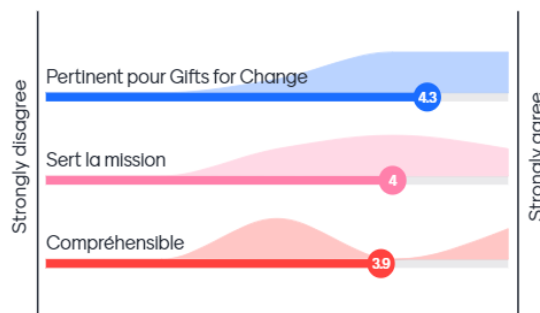 Strongly disagree
Pertinent pour Gifts for Change
4.3
Sert la mission
4
Compréhensible
3.9
Strongly agree